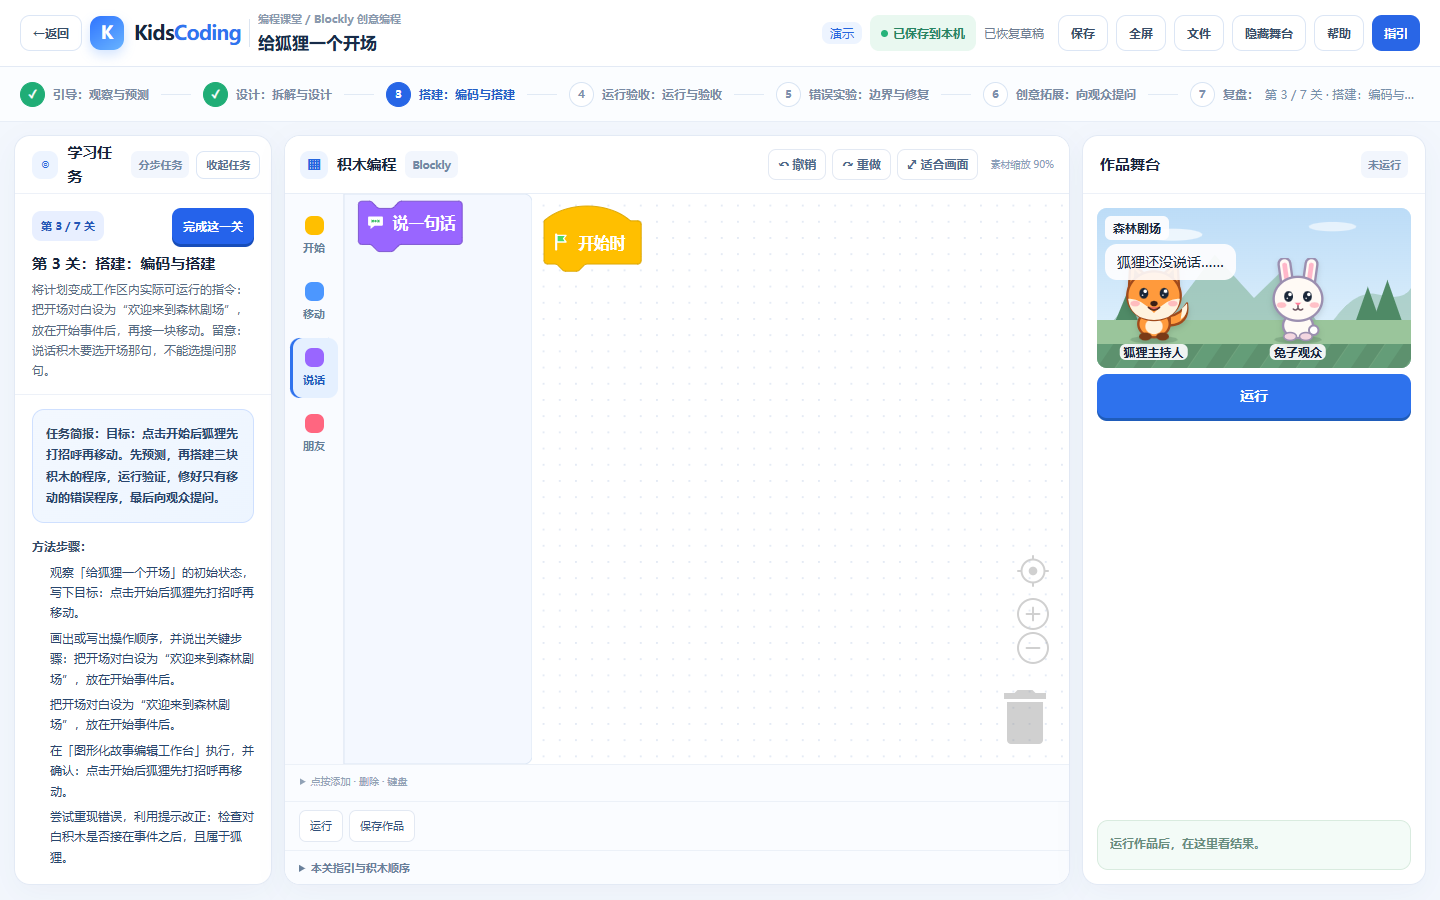 ←返回
K
KidsCoding
编程课堂 / Blockly 创意编程
给狐狸一个开场
演示
已保存到本机
已恢复草稿
保存
全屏
文件
隐藏舞台
帮助
指引
✓ 引导：观察与预测
✓ 设计：拆解与设计
3 搭建：编码与搭建
4 运行验收：运行与验收
5 错误实验：边界与修复
6 创意拓展：向观众提问
7 复盘：
第 3 / 7 关 · 搭建：编码与...
学习任务
分步任务
收起任务
第 3 / 7 关
完成这一关
第 3 关：搭建：编码与搭建
将计划变成工作区内实际可运行的指令：
把开场对白设为“欢迎来到森林剧场”，
放在开始事件后，再接一块移动。留意：
说话积木要选开场那句，不能选提问那
句。
任务简报：目标：点击开始后狐狸先
打招呼再移动。先预测，再搭建三块
积木的程序，运行验证，修好只有移
动的错误程序，最后向观众提问。
方法步骤：
观察「给狐狸一个开场」的初始状态，
写下目标：点击开始后狐狸先打招呼再
移动。
画出或写出操作顺序，并说出关键步
骤：把开场对白设为“欢迎来到森林剧
场”，放在开始事件后。
把开场对白设为“欢迎来到森林剧
场”，放在开始事件后。
在「图形化故事编辑工作台」执行，并
确认：点击开始后狐狸先打招呼再移
动。
尝试重现错误，利用提示改正：检查对
白积木是否接在事件之后，且属于狐
狸。
积木编程
Blockly
撤销
重做
适合画面
素材缩放 90%
开始
移动
说话
朋友
说一句话
开始时
点按添加 · 删除 · 键盘
运行
保存作品
本关指引与积木顺序
作品舞台
未运行
森林剧场
狐狸还没说话……
狐狸主持人
兔子观众
运行
运行作品后，在这里看结果。